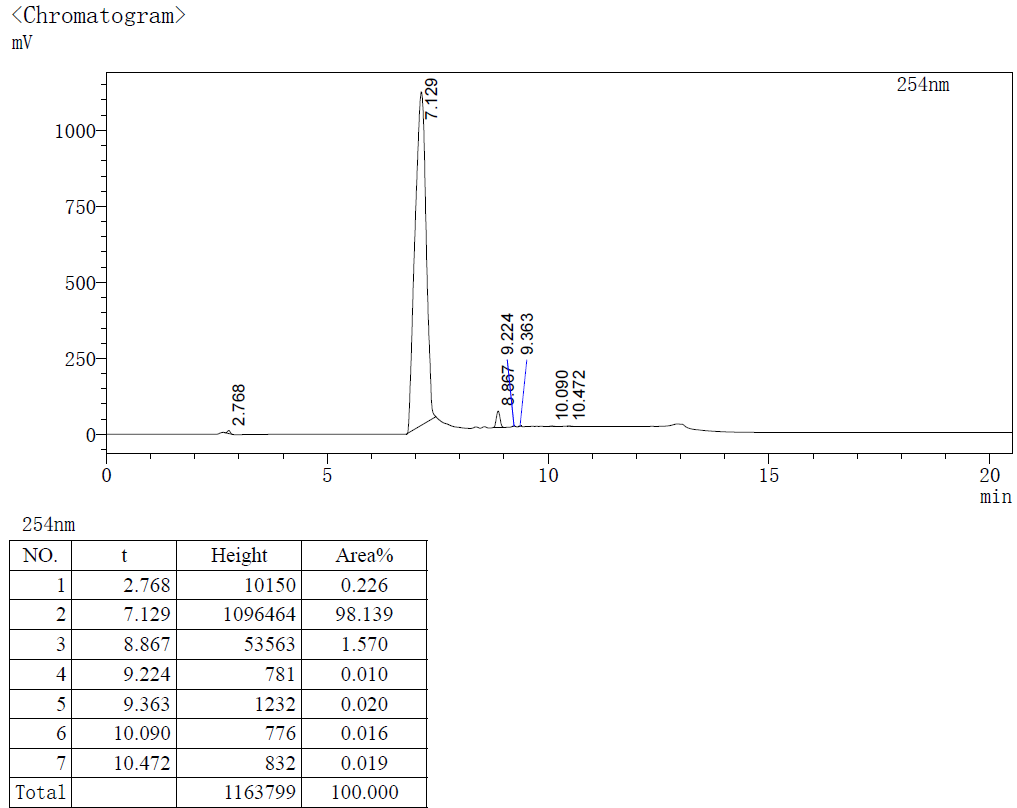 <Chromatogram>
mV
254nm
7.129
1000
750
500
9.224
9.363
250
8.867
2.768
10.090
10.472
0
0 5 10 15 20
min
254nm
NO. t Height Area%
1 2.768 10150 0.226
2 7.129 1096464 98.139
3 8.867 53563 1.570
4 9.224 781 0.010
5 9.363 1232 0.020
6 10.090 776 0.016
7 10.472 832 0.019
Total 1163799 100.000